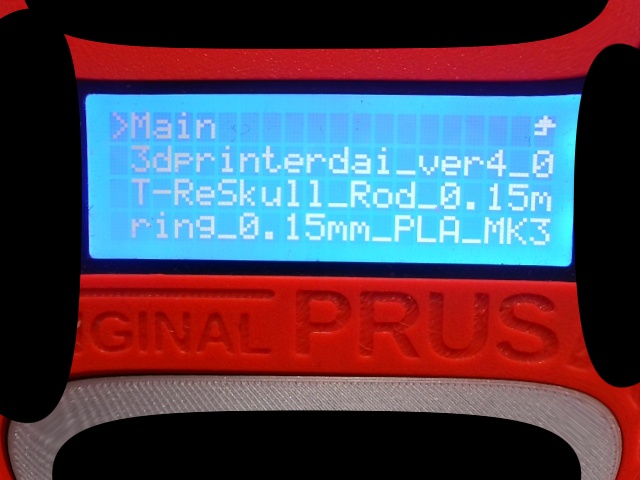 >Main
3dprinterdai_ver4_0
T-ReSkull_Rod_0.15m
ring_0.15mm_PLA_MK3
PRUS